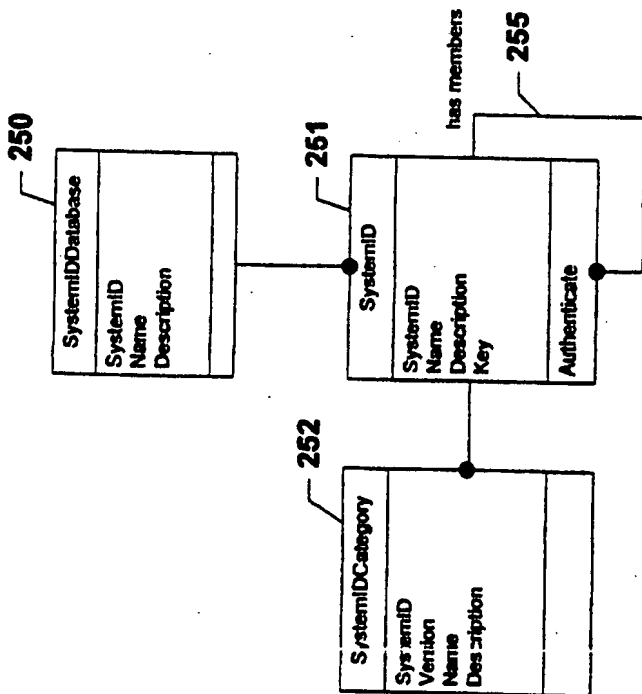 250
SystemIDDatabase
SystemID
Name
Description
251
SystemID
SystemID
Name
Description
Key
Authenticate
has members
255
252
SystemIDCategory
SystemID
Version
Name
Description